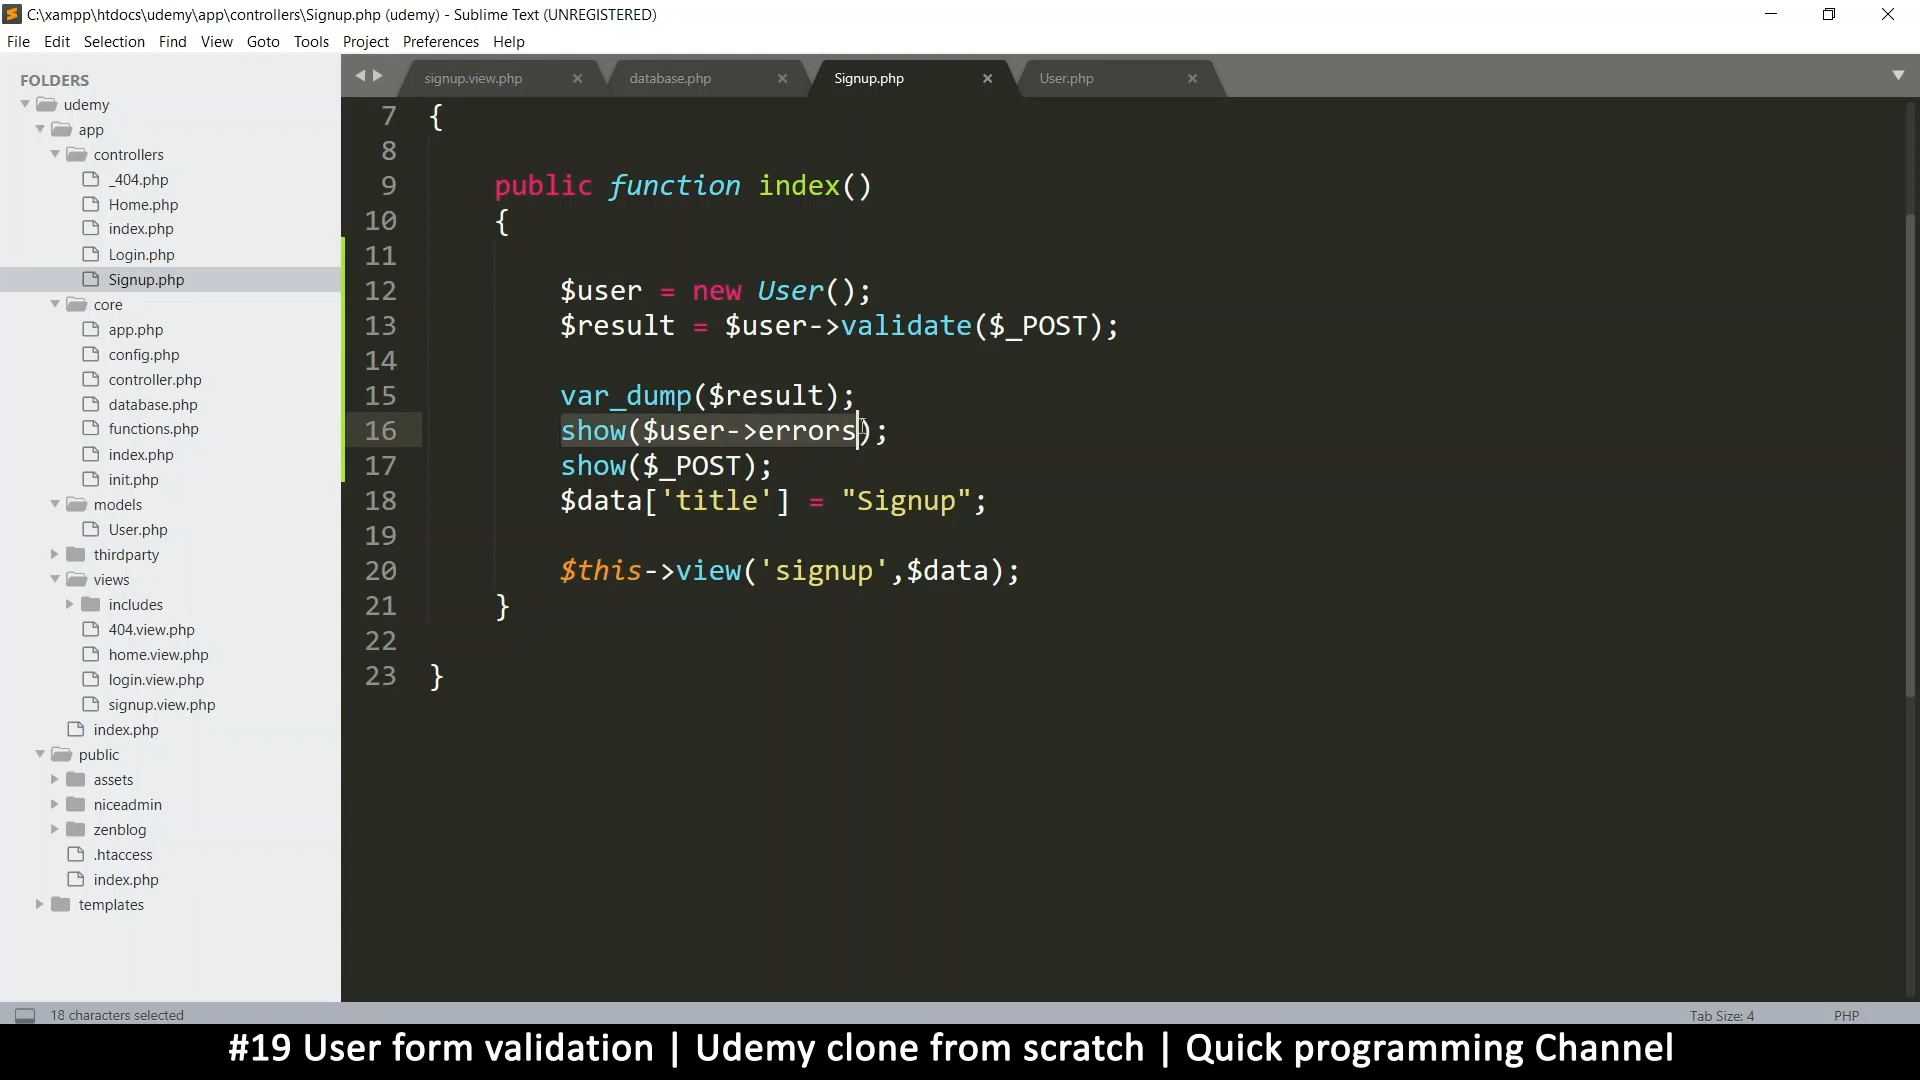 C:\xampp\htdocs\udemy\app\controllers\Signup.php (udemy) - Sublime Text (UNREGISTERED)
File Edit Selection Find View Goto Tools Project Preferences Help
FOLDERS
udemy
app
controllers
_404.php
Home.php
index.php
Login.php
Signup.php
core
app.php
config.php
controller.php
database.php
functions.php
index.php
init.php
models
User.php
thirdparty
views
includes
404.view.php
home.view.php
login.view.php
signup.view.php
index.php
public
assets
niceadmin
zenblog
.htaccess
index.php
templates
signup.view.php database.php Signup.php User.php
7 {
8
9 public function index()
10 {
11
12 $user = new User();
13 $result = $user->validate($_POST);
14
15 var_dump($result);
16 show($user->errors);
17 show($_POST);
18 $data['title'] = "Signup";
19
20 $this->view('signup',$data);
21 }
22
23 }
18 characters selected Tab Size: 4 PHP
#19 User form validation | Udemy clone from scratch | Quick programming Channel